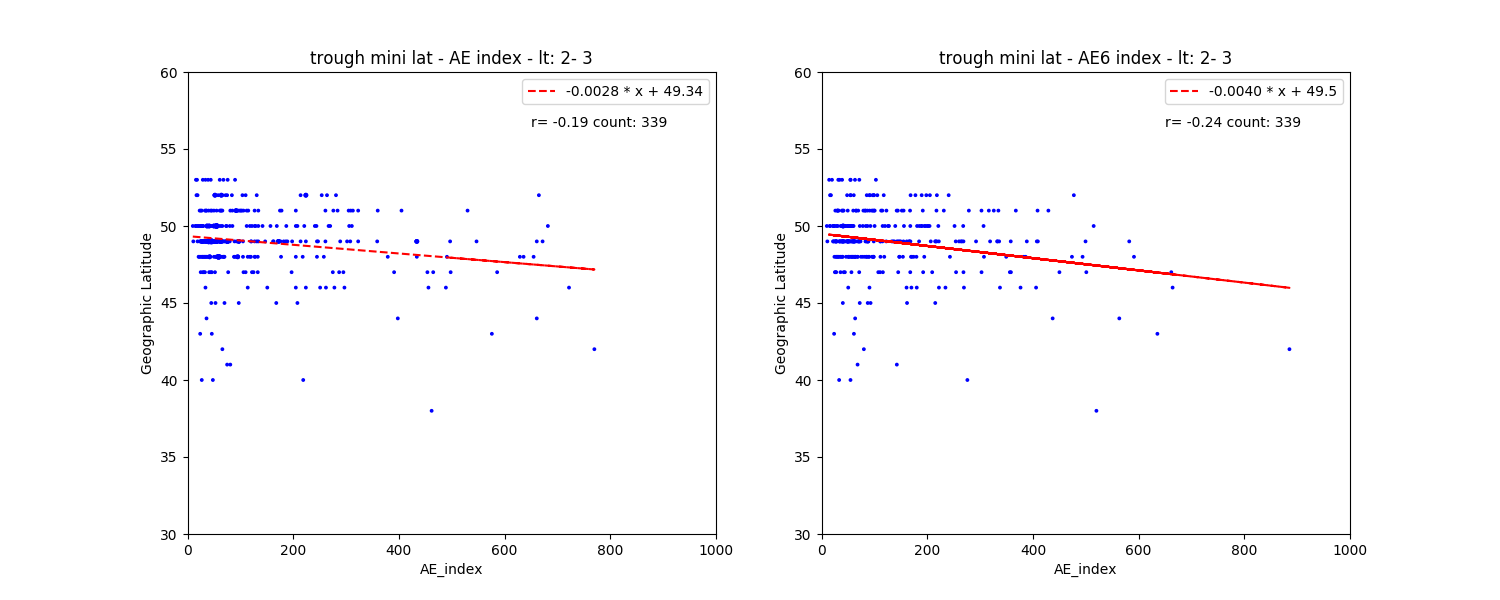 trough mini lat - AE index - lt: 2- 3
-0.0028 * x + 49.34
r= -0.19 count: 339
60
55
50
45
40
35
30
Geographic Latitude
0 200 400 600 800 1000
AE_index
trough mini lat - AE6 index - lt: 2- 3
-0.0040 * x + 49.5
r= -0.24 count: 339
60
55
50
45
40
35
30
Geographic Latitude
0 200 400 600 800 1000
AE_index